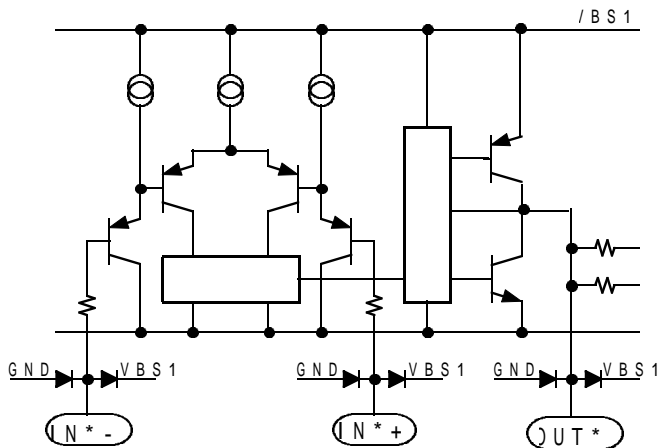 /BS1
GND VBS1 GND VBS1 GND VBS1
IN*- IN*+ OUT*